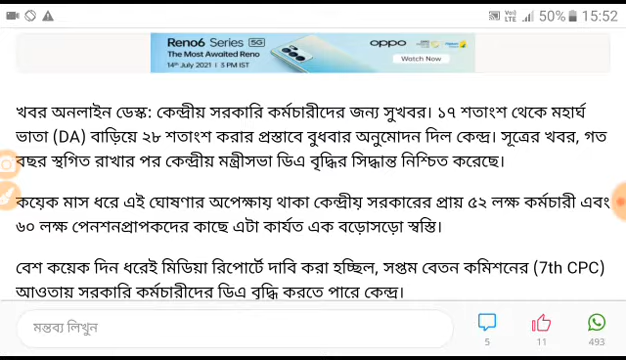 50% 15:52
Reno6 Series 5G
The Most Awaited Reno
14th July 2021 | 3 PM IST
oppo
Watch Now
খবর অনলাইন ডেস্ক: কেন্দ্রীয় সরকারি কর্মচারীদের জন্য সুখবর। ১৭ শতাংশ থেকে মহার্ঘ
ভাতা (DA) বাড়িয়ে ২৮ শতাংশ করার প্রস্তাবে বুধবার অনুমোদন দিল কেন্দ্র। সূত্রের খবর, গত
বছর স্থগিত রাখার পর কেন্দ্রীয় মন্ত্রীসভা ডিএ বৃদ্ধির সিদ্ধান্ত নিশ্চিত করেছে।
কয়েক মাস ধরে এই ঘোষণার অপেক্ষায় থাকা কেন্দ্রীয় সরকারের প্রায় ৫২ লক্ষ কর্মচারী এবং
৬০ লক্ষ পেনশনপ্রাপকদের কাছে এটা কার্যত এক বড়োসড়ো স্বস্তি।
বেশ কয়েক দিন ধরেই মিডিয়া রিপোর্টে দাবি করা হচ্ছিল, সপ্তম বেতন কমিশনের (7th CPC)
আওতায় সরকারি কর্মচারীদের ডিএ বৃদ্ধি করতে পারে কেন্দ্র।
মন্তব্য লিখুন
5 11 493